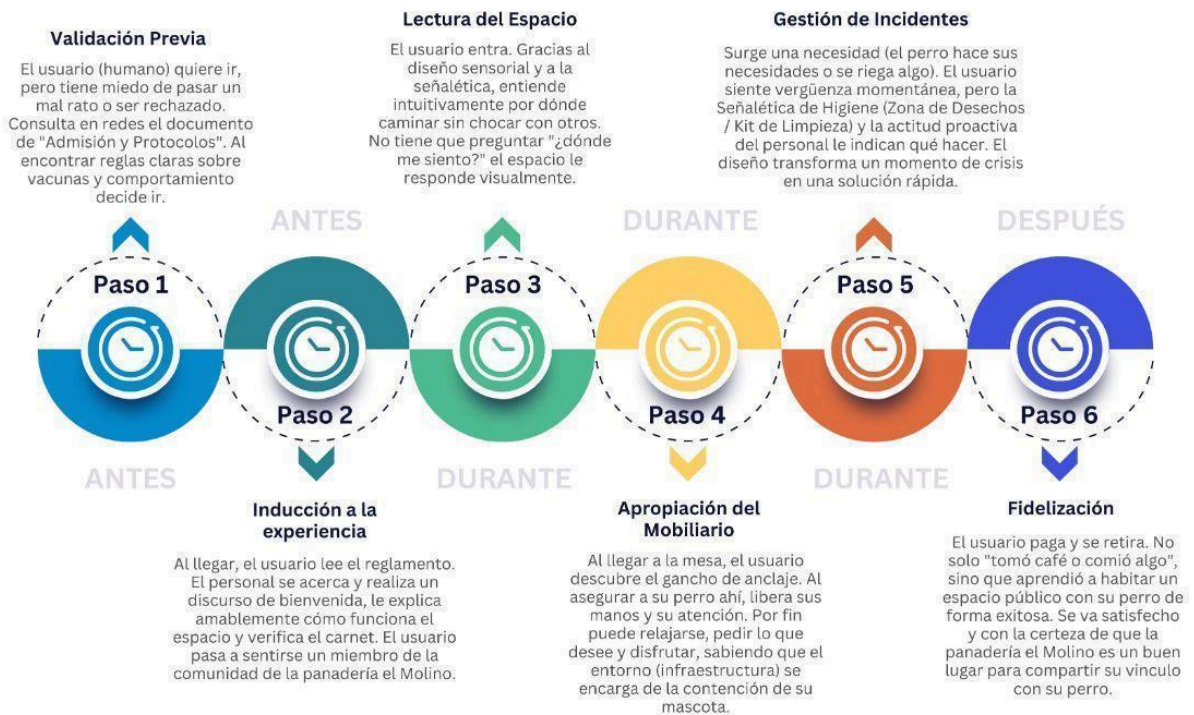 Validación Previa
El usuario (humano) quiere ir,
pero tiene miedo de pasar un
mal rato o ser rechazado.
Consulta en redes el documento
de "Admisión y Protocolos". Al
encontrar reglas claras sobre
vacunas y comportamiento
decide ir.
Paso 1
ANTES
ANTES
Paso 2
Inducción a la
experiencia
Al llegar, el usuario lee el reglamento.
El personal se acerca y realiza un
discurso de bienvenida, le explica
amablemente cómo funciona el
espacio y verifica el carnet. El usuario
pasa a sentirse un miembro de la
comunidad de la panadería el Molino.
Lectura del Espacio
El usuario entra. Gracias al
diseño sensorial y a la
señalética, entiende
intuitivamente por dónde
caminar sin chocar con otros.
No tiene que preguntar "¿dónde
me siento?" el espacio le
responde visualmente.
Paso 3
DURANTE
DURANTE
Paso 4
Apropiación del
Mobiliario
Al llegar a la mesa, el usuario
descubre el gancho de anclaje. Al
asegurar a su perro ahí, libera sus
manos y su atención. Por fin
puede relajarse, pedir lo que
desee y disfrutar, sabiendo que el
entorno (infraestructura) se
encarga de la contención de su
mascota.
Gestión de Incidentes
Surge una necesidad (el perro hace sus
necesidades o se riega algo). El usuario
siente vergüenza momentánea, pero la
Señalética de Higiene (Zona de Desechos
/ Kit de Limpieza) y la actitud proactiva
del personal le indican qué hacer. El
diseño transforma un momento de crisis
en una solución rápida.
Paso 5
DURANTE
DESPUÉS
Paso 6
Fidelización
El usuario paga y se retira. No
solo "tomó café o comió algo",
sino que aprendió a habitar un
espacio público con su perro de
forma exitosa. Se va satisfecho
y con la certeza de que la
panadería el Molino es un buen
lugar para compartir su vinculo
con su perro.